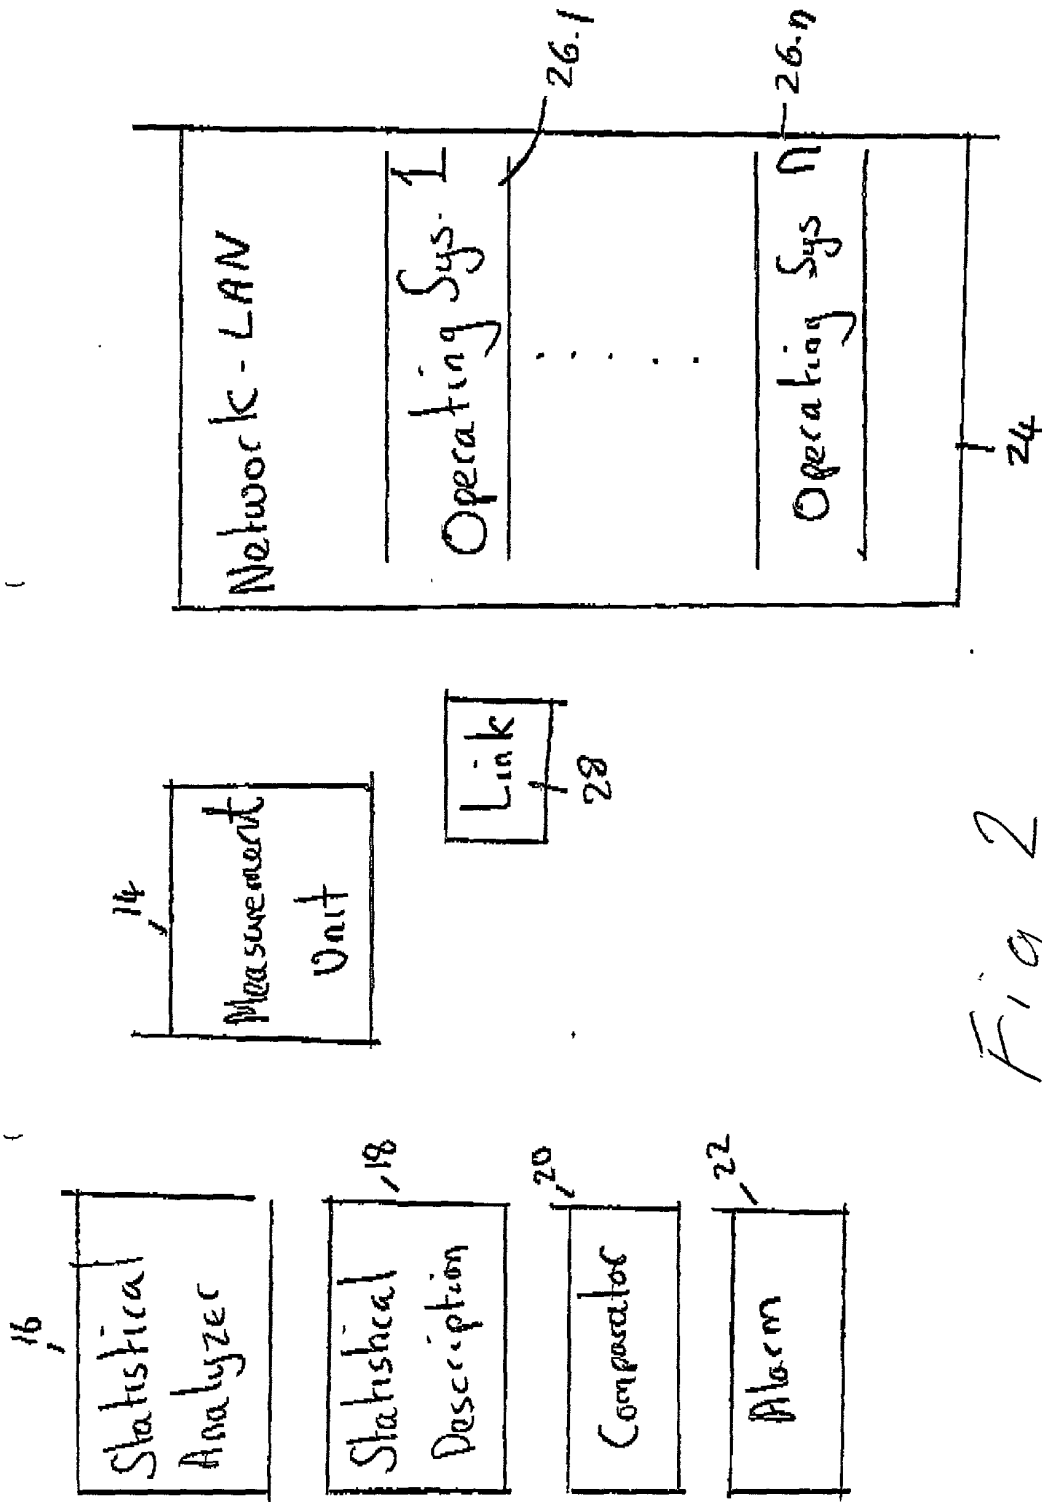 16
Statistical
Analyzer
18
Statistical
Description
20
Comparator
22
Alarm
14
Measurement
Unit
Link
28
Network - LAN
Operating Sys. 1
26.1
Operating Sys n
26.n
24
Fig 2